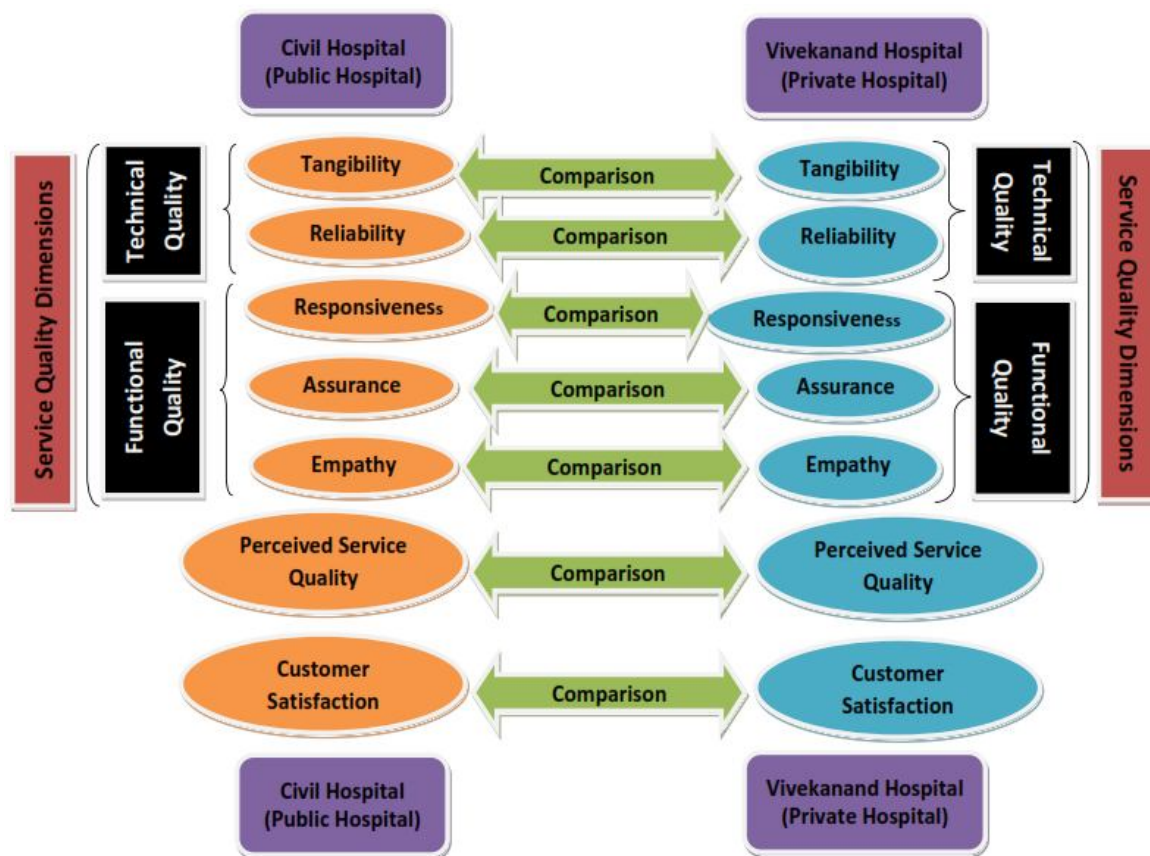 Civil Hospital
(Public Hospital)
Vivekanand Hospital
(Private Hospital)
Service Quality Dimensions
Technical
Quality
Tangibility
Comparison
Tangibility
Technical
Quality
Service Quality Dimensions
Reliability
Comparison
Reliability
Functional
Quality
Responsiveness
Comparison
Responsiveness
Functional
Quality
Assurance
Comparison
Assurance
Empathy
Comparison
Empathy
Perceived Service
Quality
Comparison
Perceived Service
Quality
Customer
Satisfaction
Comparison
Customer
Satisfaction
Civil Hospital
(Public Hospital)
Vivekanand Hospital
(Private Hospital)